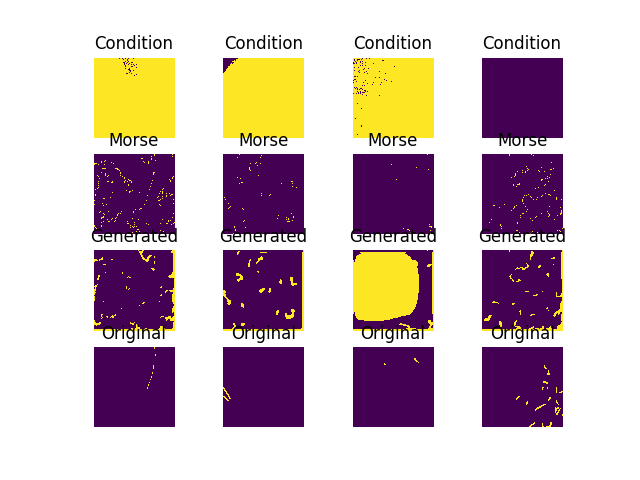 Condition Condition Condition Condition
Morse Morse Morse Morse
Generated Generated Generated Generated
Original Original Original Original